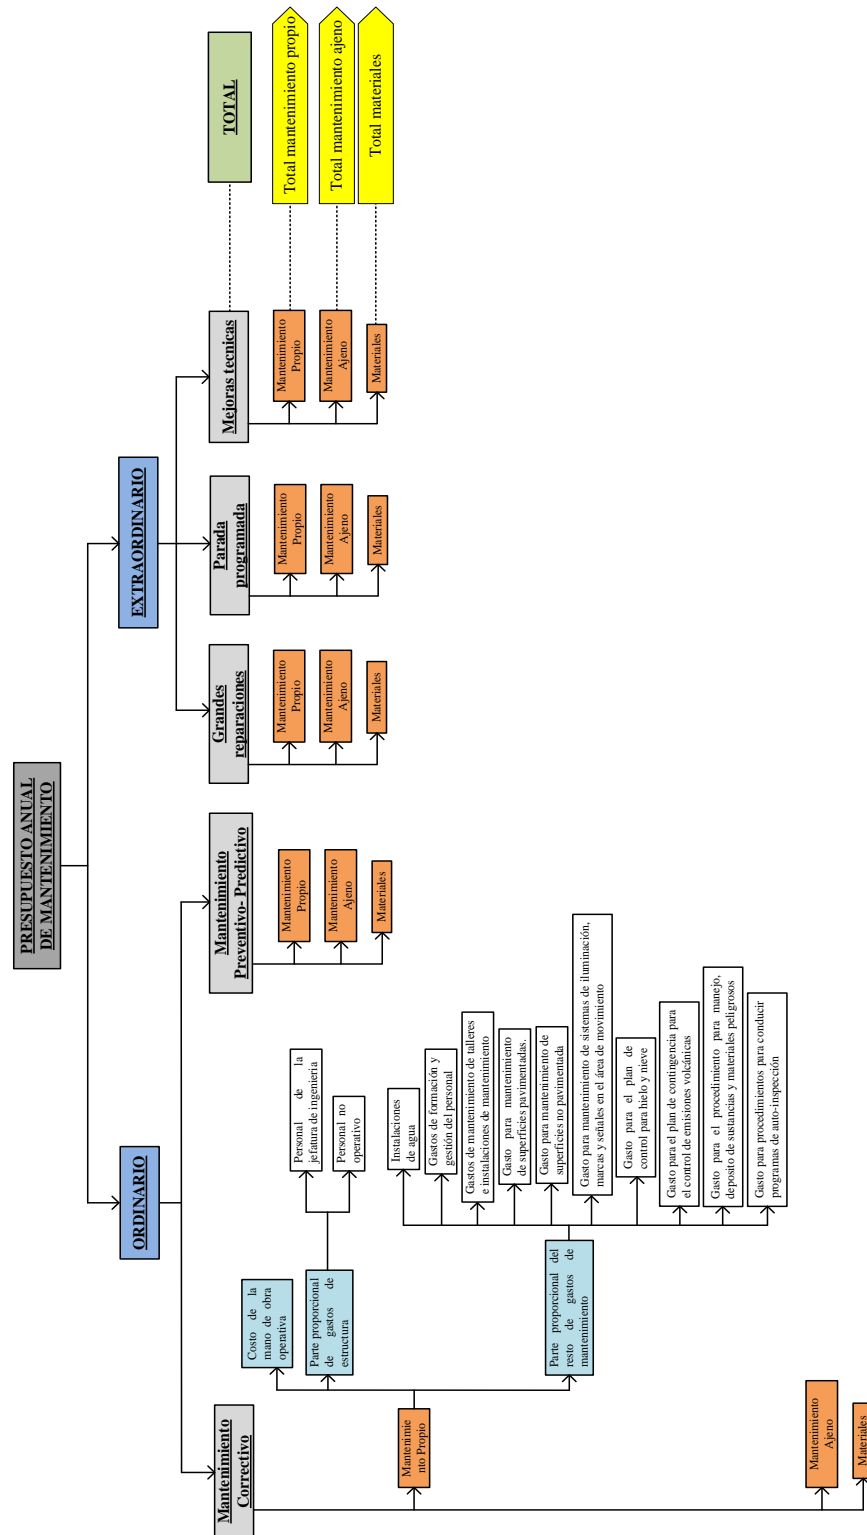 PRESUPUESTO ANUAL
DE MANTENIMIENTO
ORDINARIO
EXTRAORDINARIO
Mantenimiento
Correctivo
Mantenimiento
Preventivo- Predictivo
Grandes
reparaciones
Parada
programada
Mejoras tecnicas
TOTAL
Mantenimie
nto Propio
Costo de la
mano de obra
operativa
Parte proporcional
de gastos de
estructura
Personal de la
jefatura de ingenieria
Personal no
operativo
Parte proporcional del
resto de gastos de
mantenimiento
Instalaciones
de agua
Gastos de formación y
gestión del personal
Gastos de mantenimiento de talleres
e instalaciones de mantenimiento
Gasto para mantenimiento
de superficies pavimentadas.
Gasto para mantenimiento de
superficies no pavimentada
Gasto para mantenimiento de sistemas de iluminación,
marcas y señales en el área de movimiento
Gasto para el plan de
control para hielo y nieve
Gasto para el plan de contingencia para
el control de emisiones volcánicas
Gasto para el procedimiento para manejo,
deposito de sustancias y materiales peligrosos
Gasto para procedimientos para conducir
programas de auto-inspección
Mantenimiento
Ajeno
Materiales
Mantenimiento
Propio
Mantenimiento
Ajeno
Materiales
Mantenimiento
Propio
Mantenimiento
Ajeno
Materiales
Mantenimiento
Propio
Mantenimiento
Ajeno
Materiales
Mantenimiento
Propio
Mantenimiento
Ajeno
Materiales
Total mantenimiento propio
Total mantenimiento ajeno
Total materiales